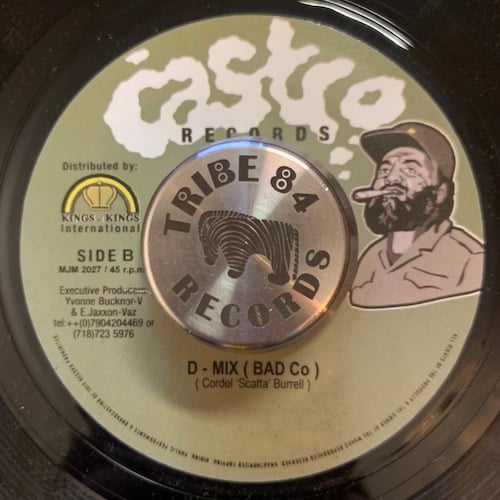 Castro
RECORDS
Distributed by:
KINGS of KINGS
International
SIDE B
MJM 2027 / 45 r.p.m
Executive Producers:
Yvonne Bucknor-V
& E.Jaxxon-Vaz
tel:++(0)7904204469 or
(718)723 5976
TRIBE 84
RECORDS
D - MIX ( BAD Co )
( Cordel 'Scatta' Burrell )